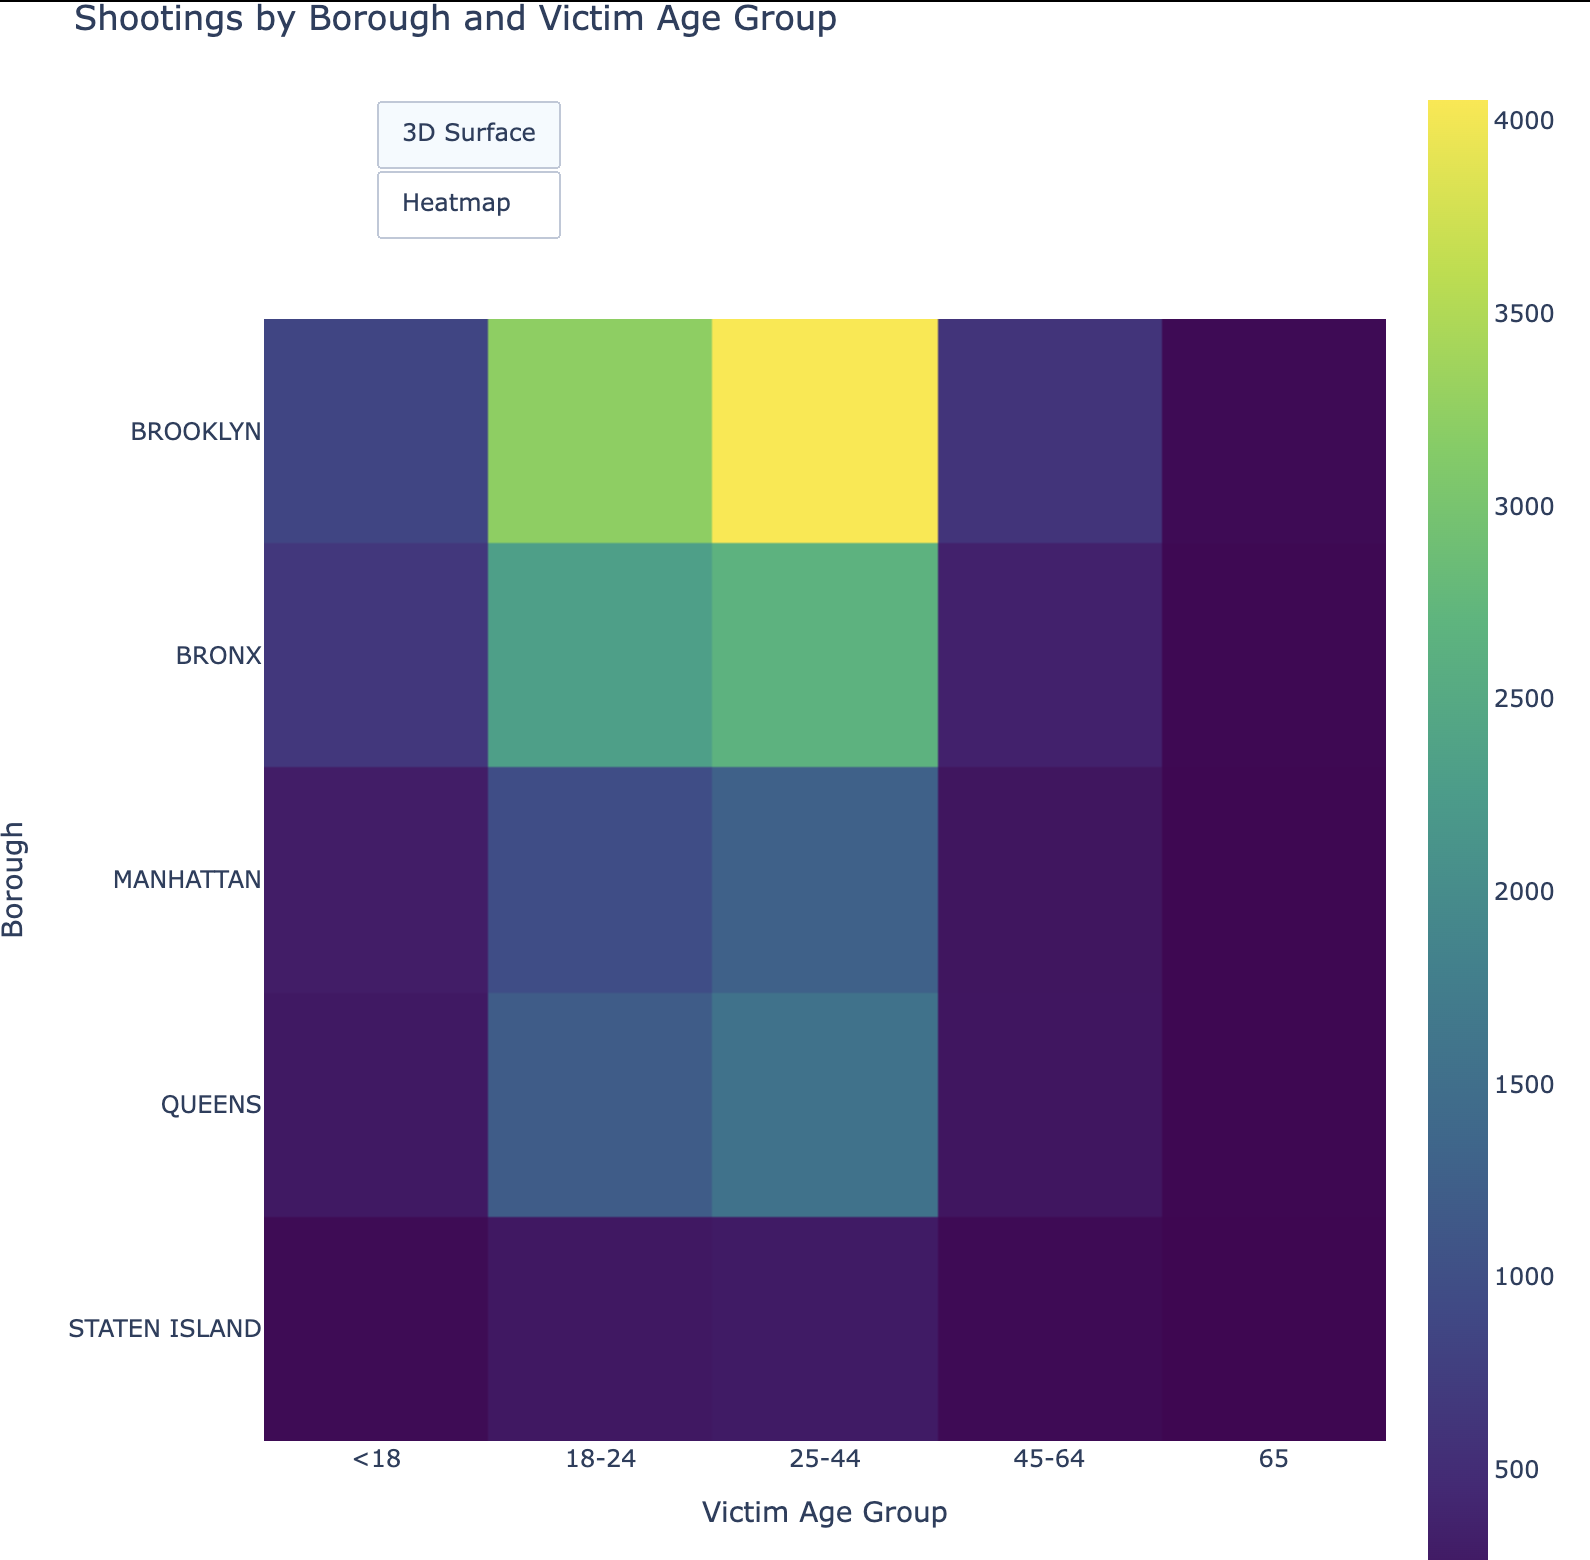 Shootings by Borough and Victim Age Group
3D Surface
Heatmap
4000
3500
3000
2500
2000
1500
1000
500
Borough
BROOKLYN
BRONX
MANHATTAN
QUEENS
STATEN ISLAND
<18
18-24
25-44
45-64
65
Victim Age Group